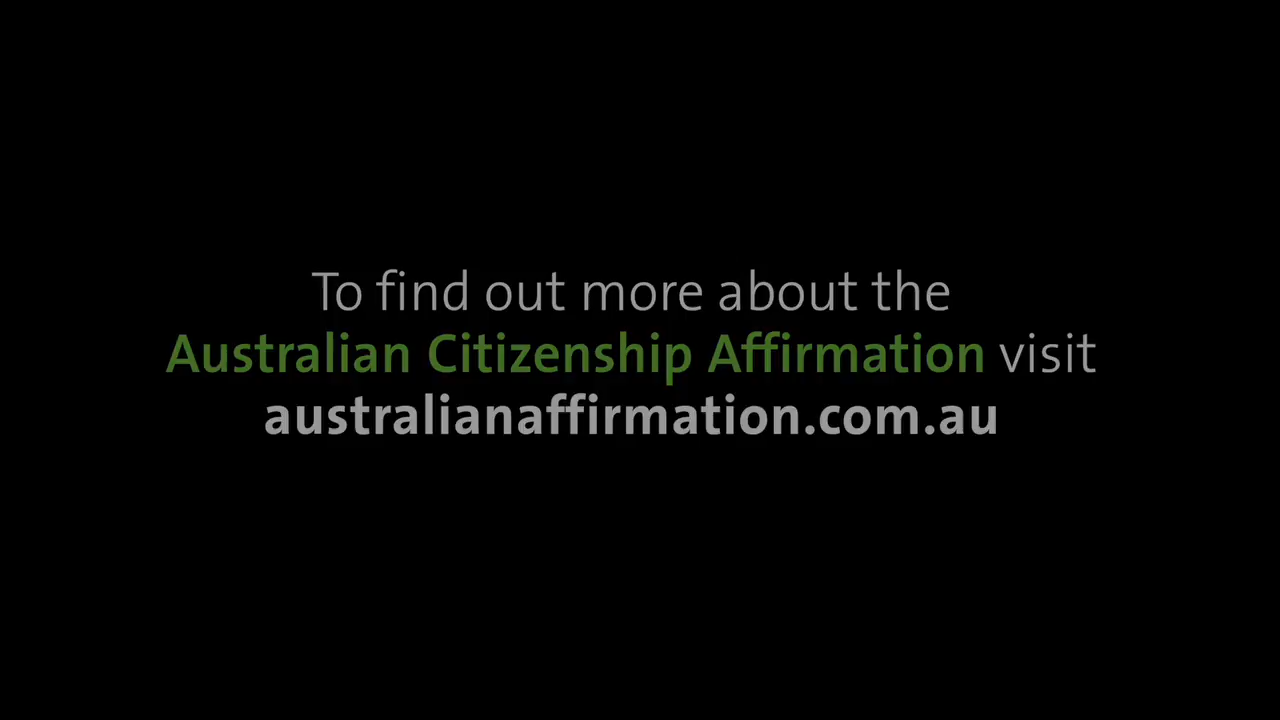 To find out more about the
Australian Citizenship Affirmation visit
australianaffirmation.com.au